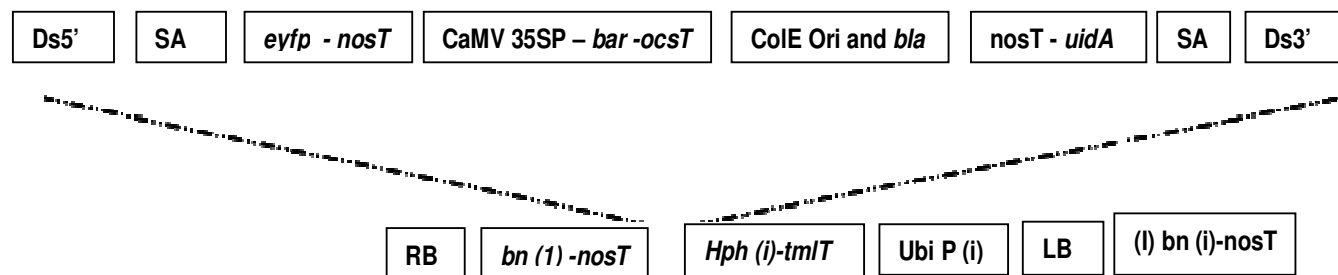 Ds5' SA eyfp - nosT CaMV 35SP – bar -ocsT ColE Ori and bla nosT - uidA SA Ds3'
RB bn (1) -nosT Hph (i)-tmlT Ubi P (i) LB (I) bn (i)-nosT